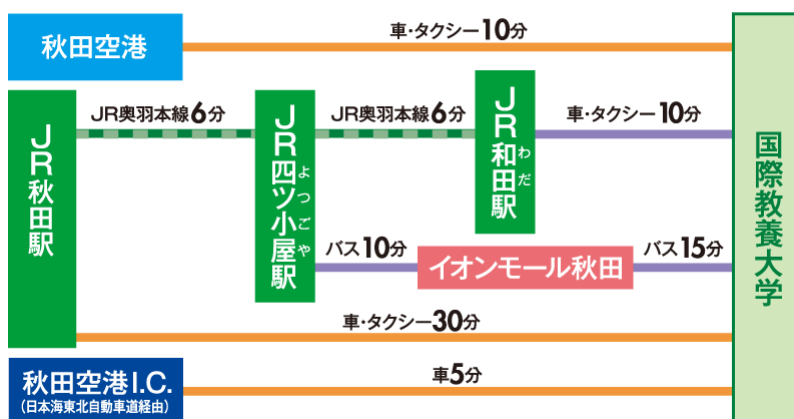 秋田空港
車・タクシー10分
JR秋田駅
JR奥羽本線6分
JR四ツ小屋駅
よつごや
JR奥羽本線6分
JR和田駅
わだ
車・タクシー10分
バス10分
イオンモール秋田
バス15分
車・タクシー30分
秋田空港I.C.
(日本海東北自動車道経由)
車5分
国際教養大学